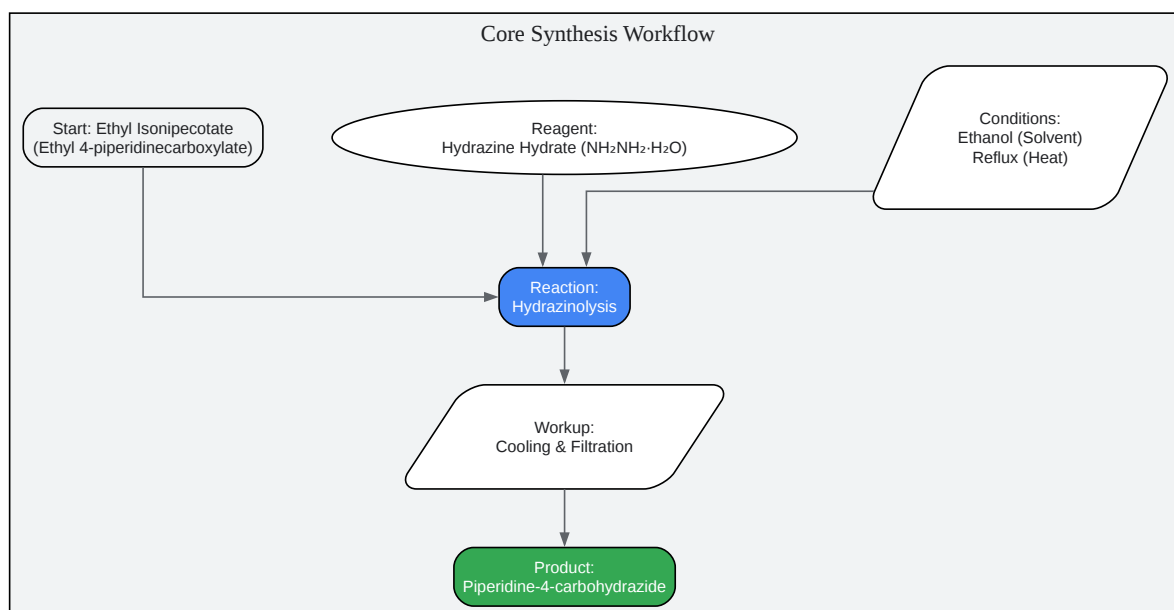 Core Synthesis Workflow
Start: Ethyl Isonipecotate
(Ethyl 4-piperidinecarboxylate)
Reagent:
Hydrazine Hydrate (NH₂NH₂·H₂O)
Conditions:
Ethanol (Solvent)
Reflux (Heat)
Reaction:
Hydrazinolysis
Workup:
Cooling & Filtration
Product:
Piperidine-4-carbohydrazide